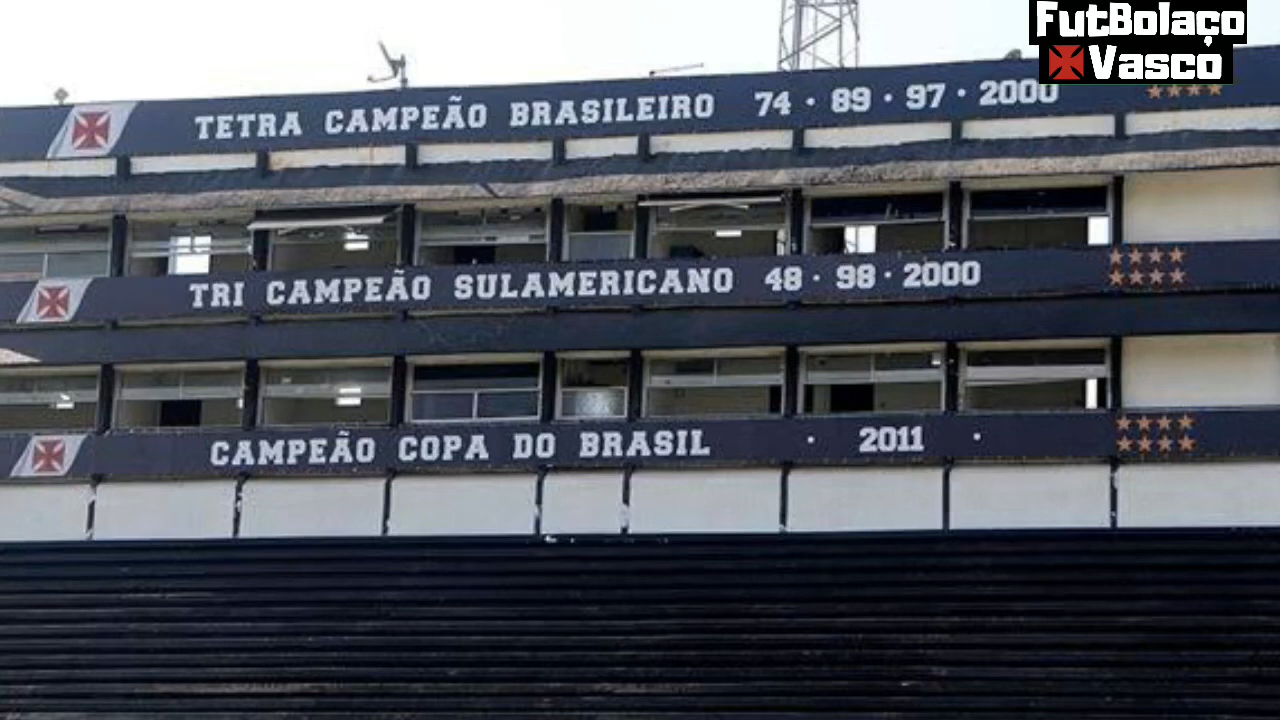 FutBolaço
Vasco
TETRA CAMPEÃO BRASILEIRO 74 · 89 · 97 · 2000
TRI CAMPEÃO SULAMERICANO 48 · 98 · 2000
CAMPEÃO COPA DO BRASIL · 2011 ·